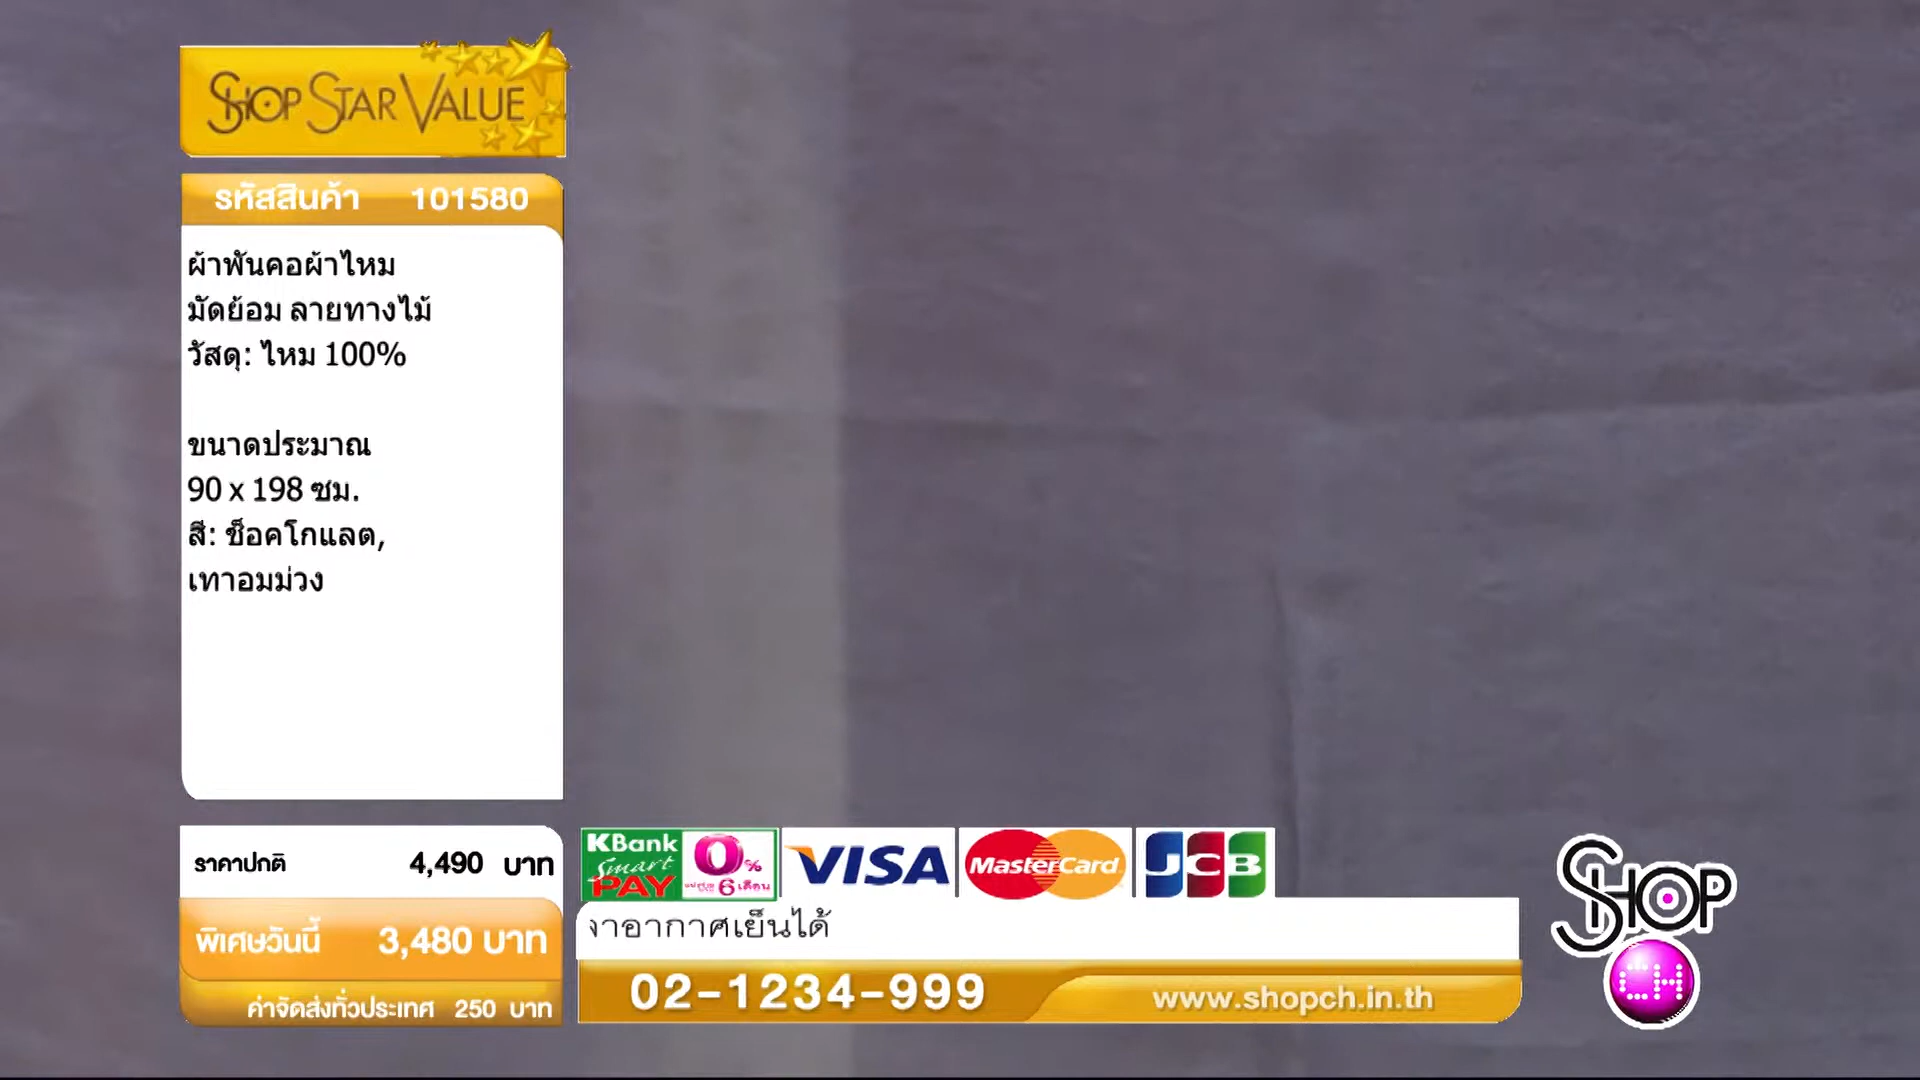 SHOP STAR VALUE
รหัสสินค้า 101580
ผ้าพันคอผ้าไหม
มัดย้อม ลายทางไม้
วัสดุ: ไหม 100%
ขนาดประมาณ
90 x 198 ซม.
สี: ช็อคโกแลต,
เทาอมม่วง
ราคาปกติ 4,490 บาท
พิเศษวันนี้ 3,480 บาท
ค่าจัดส่งทั่วประเทศ 250 บาท
KBank
Smart
PAY
0%
6 เดือน
VISA
MasterCard
JCB
อากาศเย็นได้
02-1234-999
www.shopch.in.th
SHOP
CH